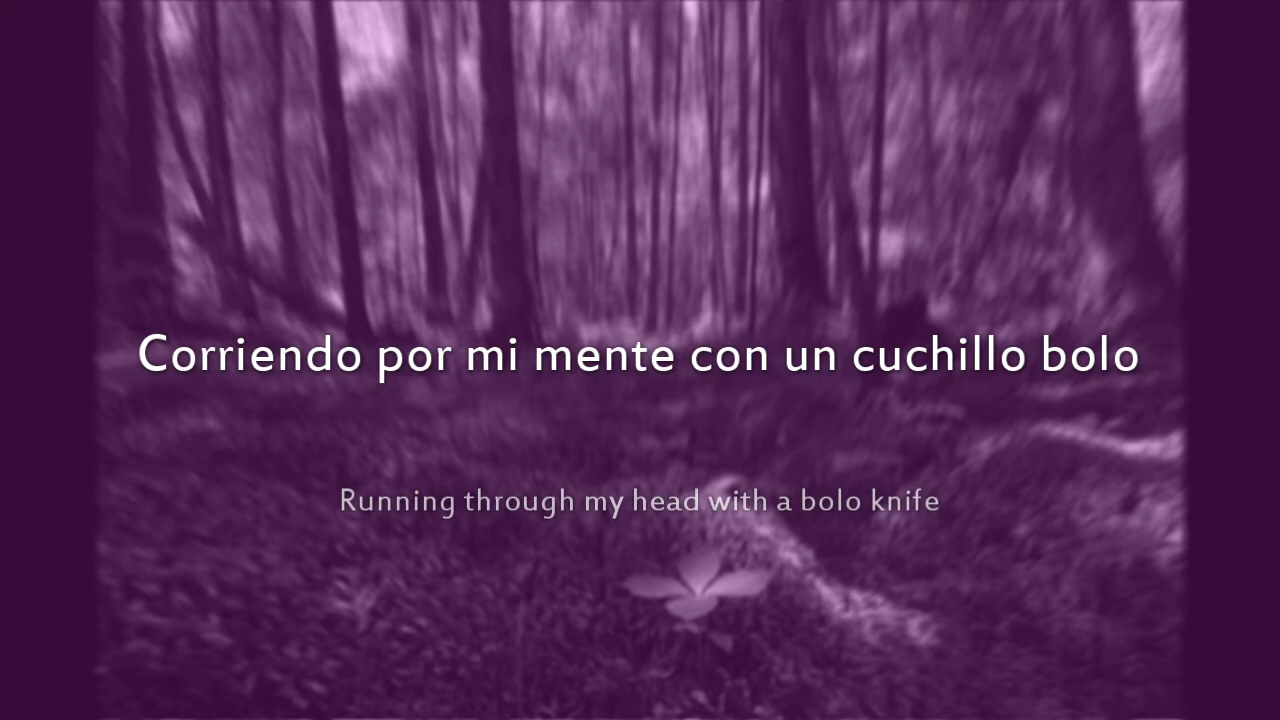 Corriendo por mi mente con un cuchillo bolo
Running through my head with a bolo knife